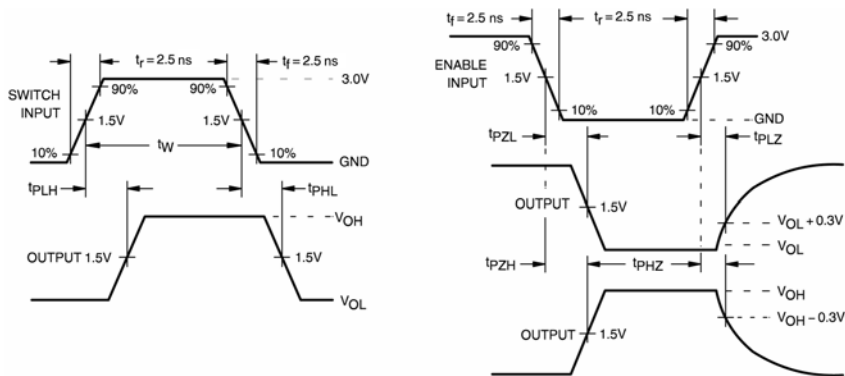 tr = 2.5 ns
tf = 2.5 ns
90%
90%
3.0V
SWITCH
INPUT
1.5V
1.5V
tW
10%
10%
GND
tPLH
tPHL
VOH
OUTPUT 1.5V
1.5V
VOL
tf = 2.5 ns
tr = 2.5 ns
90%
90%
3.0V
ENABLE
INPUT
1.5V
1.5V
10%
10%
GND
tPZL
tPLZ
OUTPUT
1.5V
VOL + 0.3V
VOL
tPZH
tPHZ
VOH
VOH – 0.3V
OUTPUT
1.5V